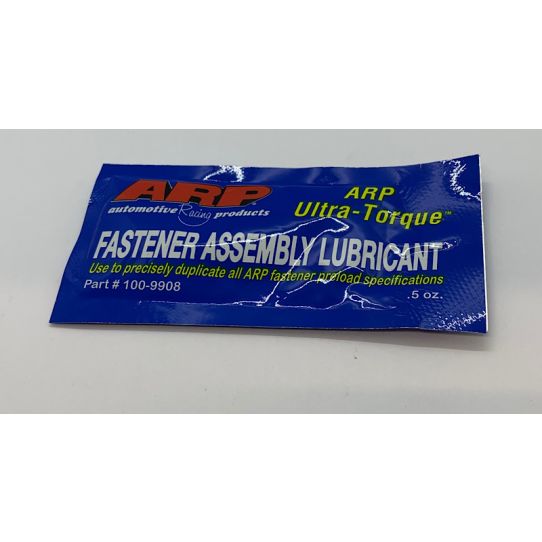 ARP
automotive Racing products
ARP
Ultra-Torque™
FASTENER ASSEMBLY LUBRICANT
Use to precisely duplicate all ARP fastener preload specifications
Part # 100-9908
.5 oz.